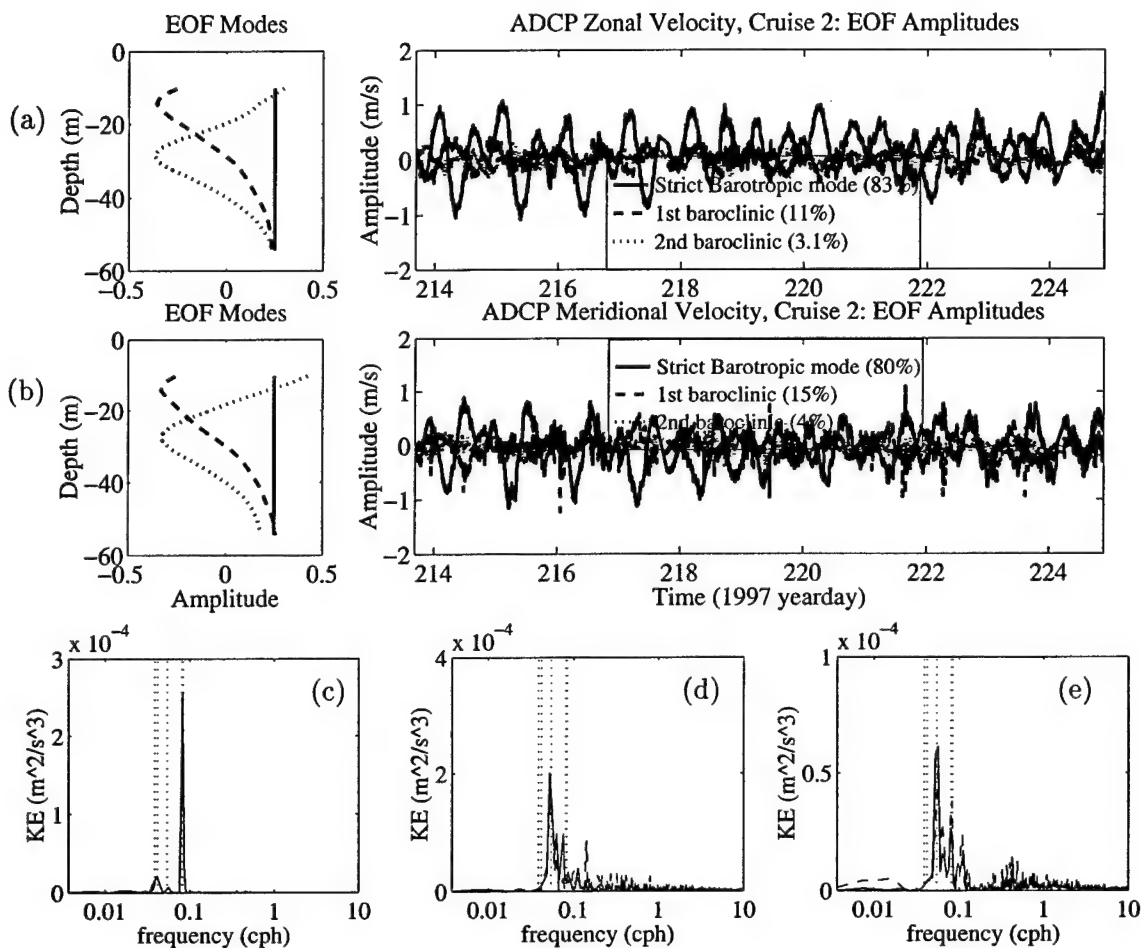 EOF Modes
ADCP Zonal Velocity, Cruise 2: EOF Amplitudes
(a)
Depth (m)
0
−20
−40
−60
−0.5
0
0.5
Amplitude (m/s)
2
1
0
−1
−2
Strict Barotropic mode (83%)
1st baroclinic (11%)
2nd baroclinic (3.1%)
214
216
218
220
222
224
EOF Modes
ADCP Meridional Velocity, Cruise 2: EOF Amplitudes
(b)
Depth (m)
0
−20
−40
−60
−0.5
0
0.5
Amplitude
Amplitude (m/s)
2
1
0
−1
−2
Strict Barotropic mode (80%)
1st baroclinic (15%)
2nd baroclinic (4%)
214
216
218
220
222
224
Time (1997 yearday)
x 10−4
(c)
KE (m^2/s^3)
3
2
1
0
0.01
0.1
1
10
frequency (cph)
x 10−4
(d)
KE (m^2/s^3)
4
2
0
0.01
0.1
1
10
frequency (cph)
x 10−4
(e)
KE (m^2/s^3)
1
0.5
0
0.01
0.1
1
10
frequency (cph)